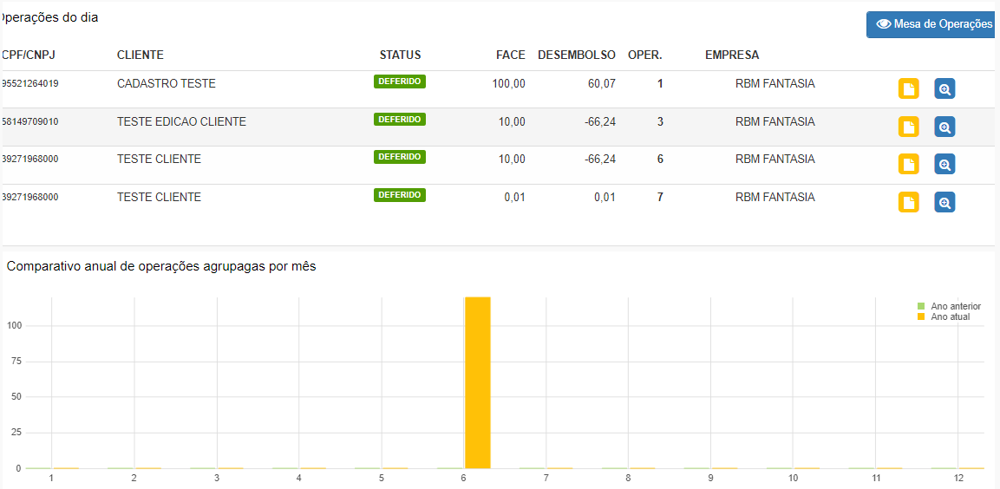 Operações do dia
Mesa de Operações
CPF/CNPJ CLIENTE STATUS FACE DESEMBOLSO OPER. EMPRESA
95521264019 CADASTRO TESTE DEFERIDO 100,00 60,07 1 RBM FANTASIA
58149709010 TESTE EDICAO CLIENTE DEFERIDO 10,00 -66,24 3 RBM FANTASIA
39271968000 TESTE CLIENTE DEFERIDO 10,00 -66,24 6 RBM FANTASIA
39271968000 TESTE CLIENTE DEFERIDO 0,01 0,01 7 RBM FANTASIA
Comparativo anual de operações agrupagas por mês
Ano anterior
Ano atual
100
75
50
25
0
1 2 3 4 5 6 7 8 9 10 11 12